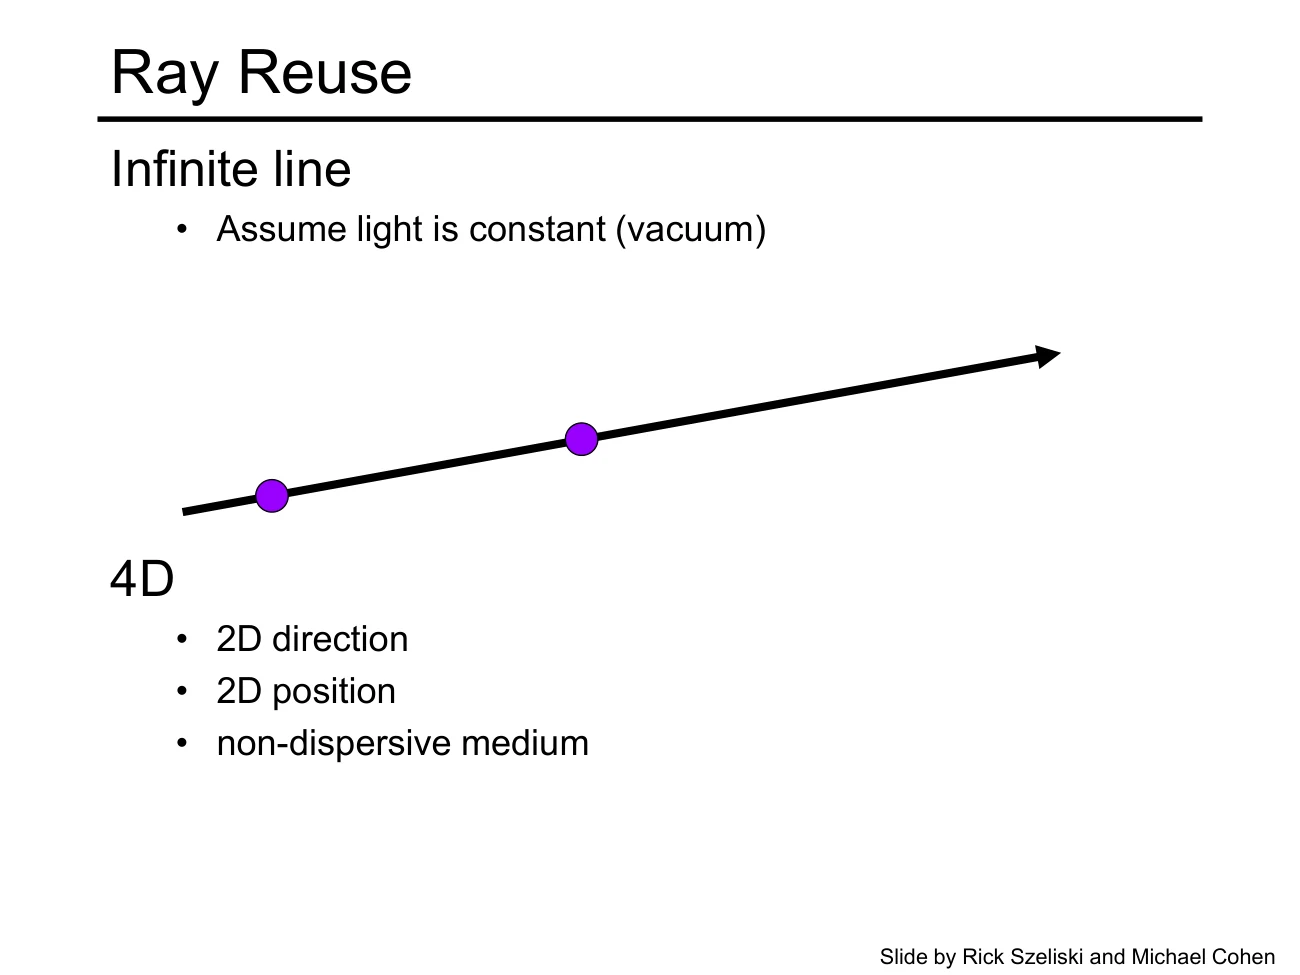 Ray Reuse
Infinite line
• Assume light is constant (vacuum)
4D
• 2D direction
• 2D position
• non-dispersive medium
Slide by Rick Szeliski and Michael Cohen